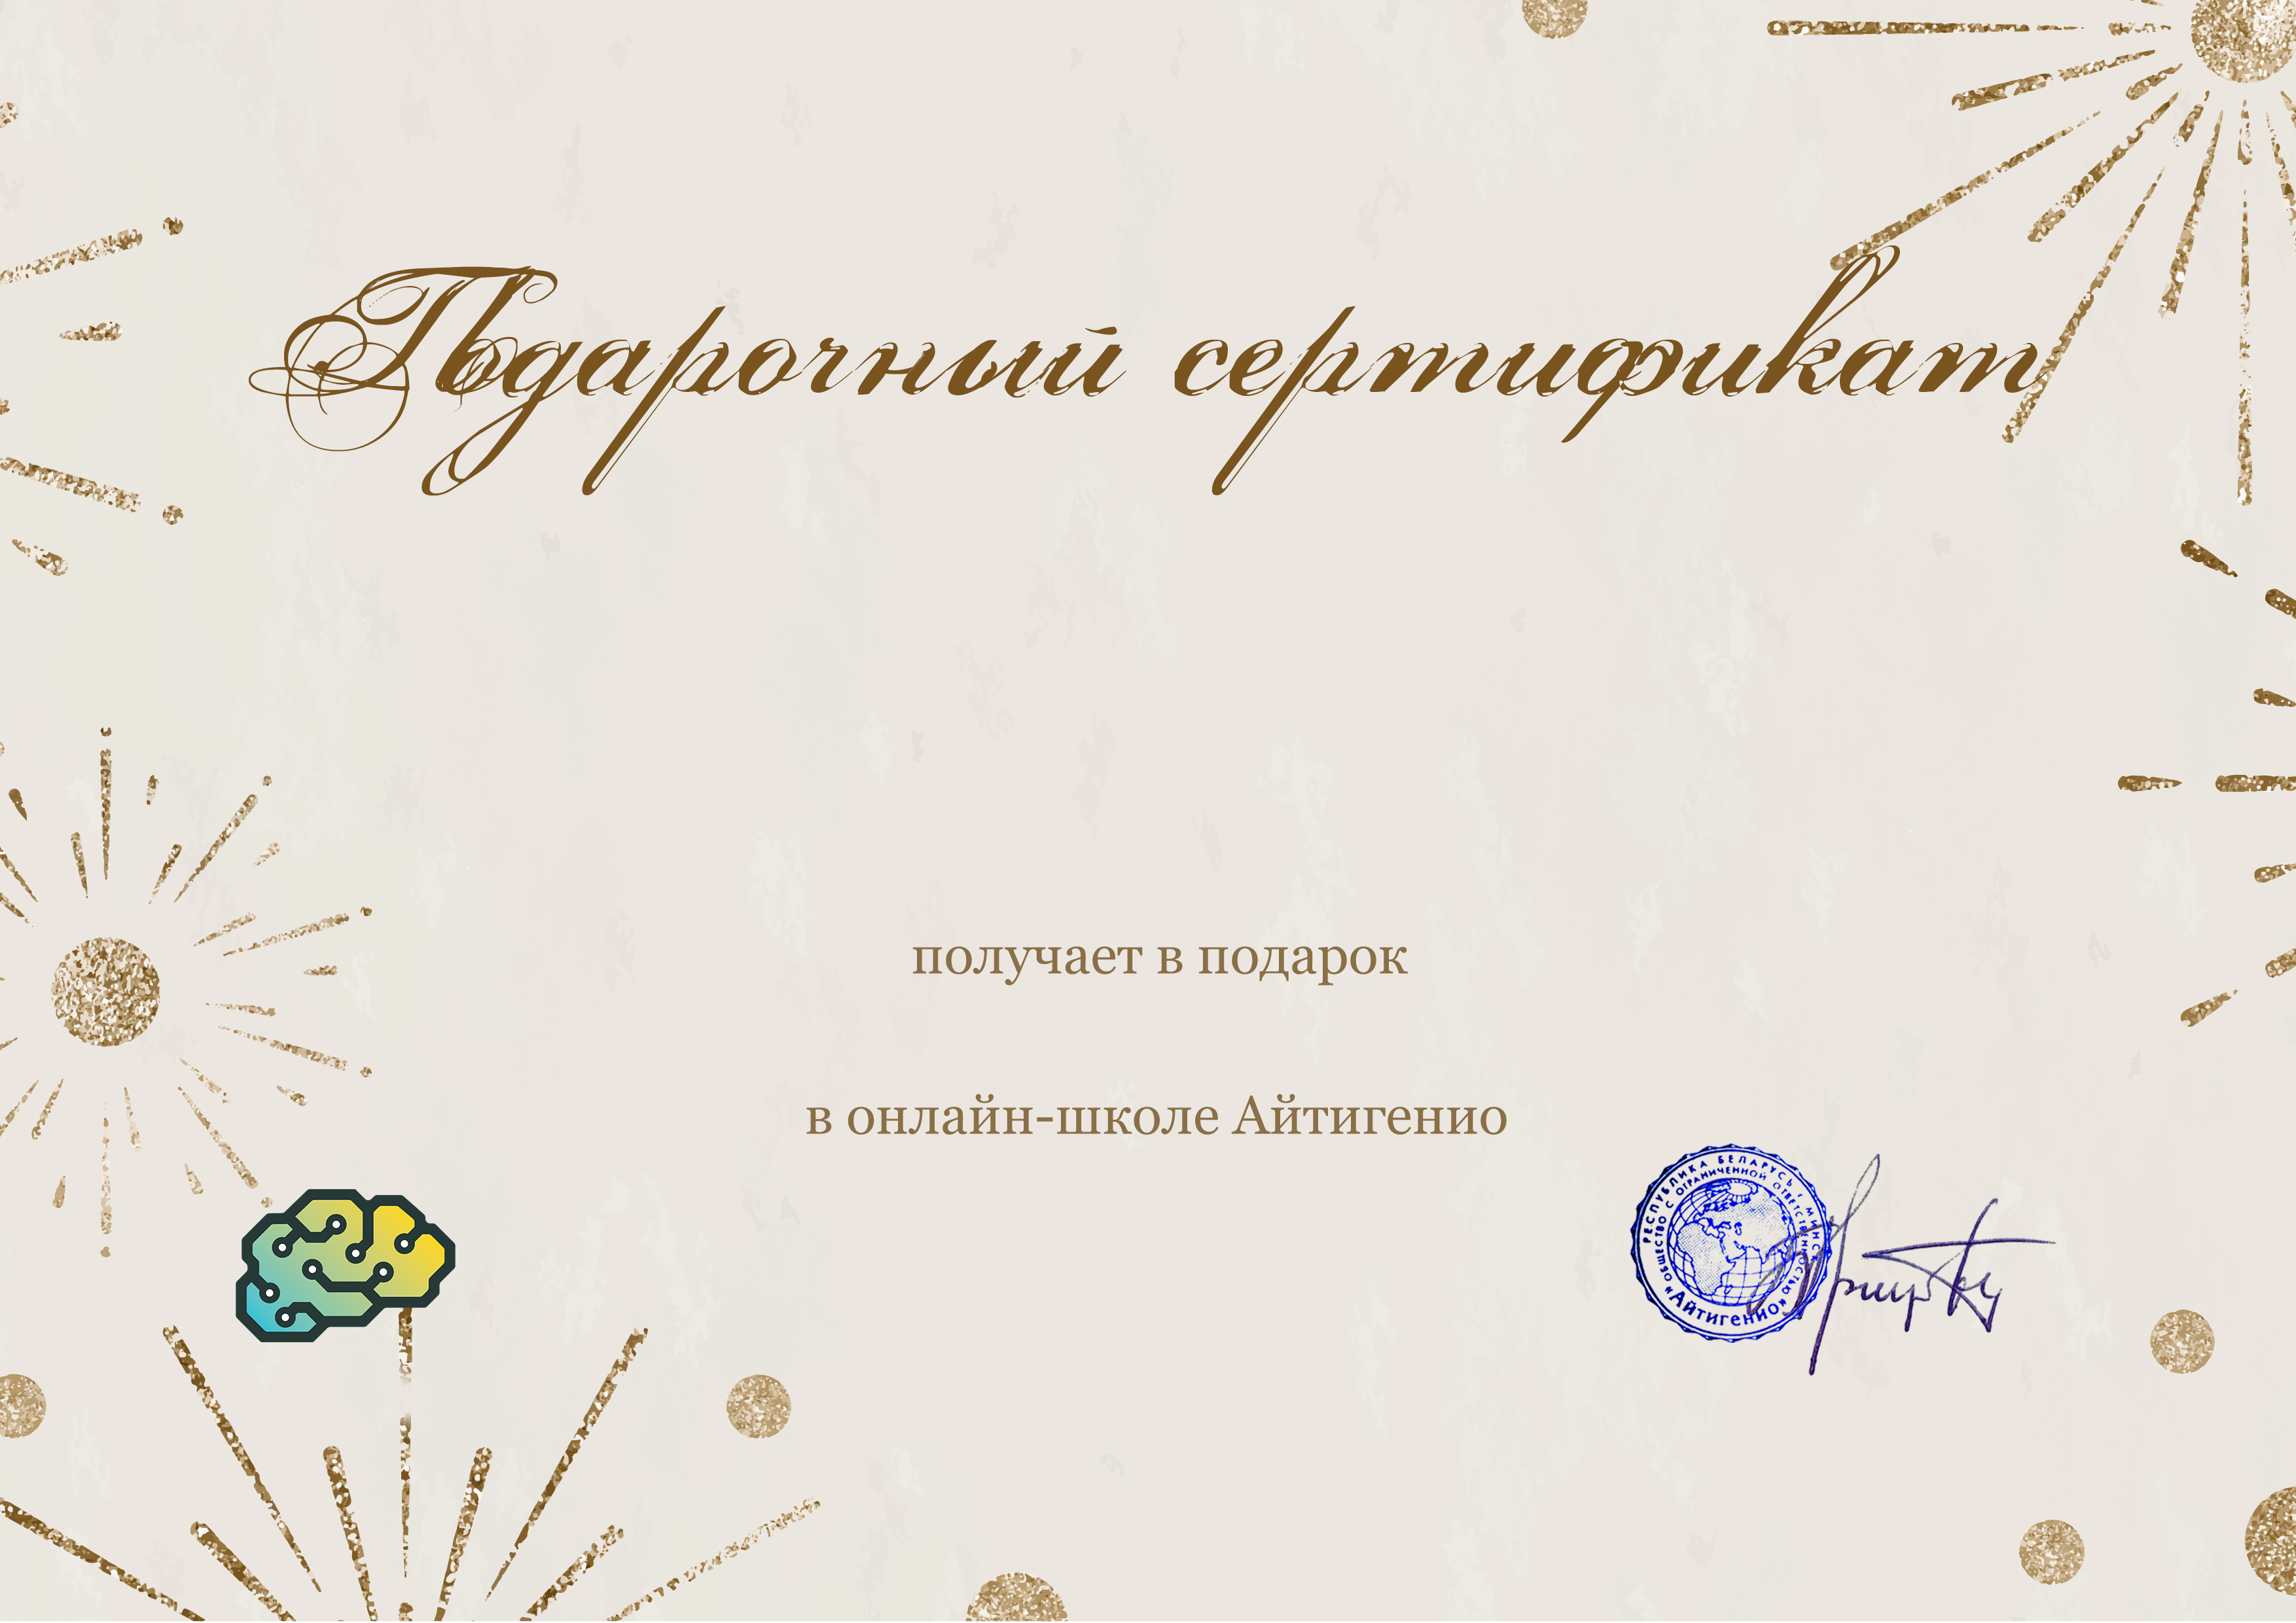 Подарочный сертификат
получает в подарок
в онлайн-школе Айтигенио
РЕСПУБЛИКА БЕЛАРУСЬ г. МИНСК
ОБЩЕСТВО С ОГРАНИЧЕННОЙ ОТВЕТСТВЕННОСТЬЮ
«Айтигенио»